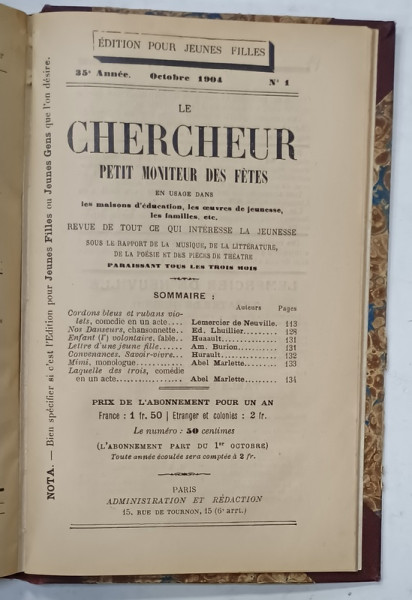 ÉDITION POUR JEUNES FILLES
25e Année. Octobre 1904 No 1
LE
CHERCHEUR
PETIT MONITEUR DES FÊTES
EN USAGE DANS
les maisons d'éducation, les œuvres de jeunesse,
les familles, etc.
REVUE DE TOUT CE QUI INTÉRESSE LA JEUNESSE
SOUS LE RAPPORT DE LA MUSIQUE, DE LA LITTÉRATURE,
DE LA POÉSIE ET DES PIÈCES DE THÉATRE
PARAISSANT TOUS LES TROIS MOIS
SOMMAIRE :
Auteurs Pages
Cordons bleus et rubans vio-
lets, comédie en un acte.... Lemercier de Neuville. 113
Nos Danseurs, chansonnette.. Ed. Lhuillier........ 128
Enfant (l') volontaire, fable.. Huault........ 131
Lettre d'une jeune fille...... Am. Burion........ 131
Convenances. Savoir-vivre... Hurault........ 132
Mimi, monologue............ Abel Marlette........ 133
Laquelle des trois, comédie
en un acte................. Abel Marlette........ 134
PRIX DE L'ABONNEMENT POUR UN AN
France : 1 fr. 50 | Etranger et colonies : 2 fr.
Le numéro : 50 centimes
(L'ABONNEMENT PART DU 1er OCTOBRE)
Toute année écoulée sera comptée à 2 fr.
PARIS
ADMINISTRATION ET RÉDACTION
15, RUE DE TOURNON, 15 (6e arrt.)
NOTA. — Bien spécifier si c'est l'Edition pour Jeunes Filles ou Jeunes Gens que l'on désire.